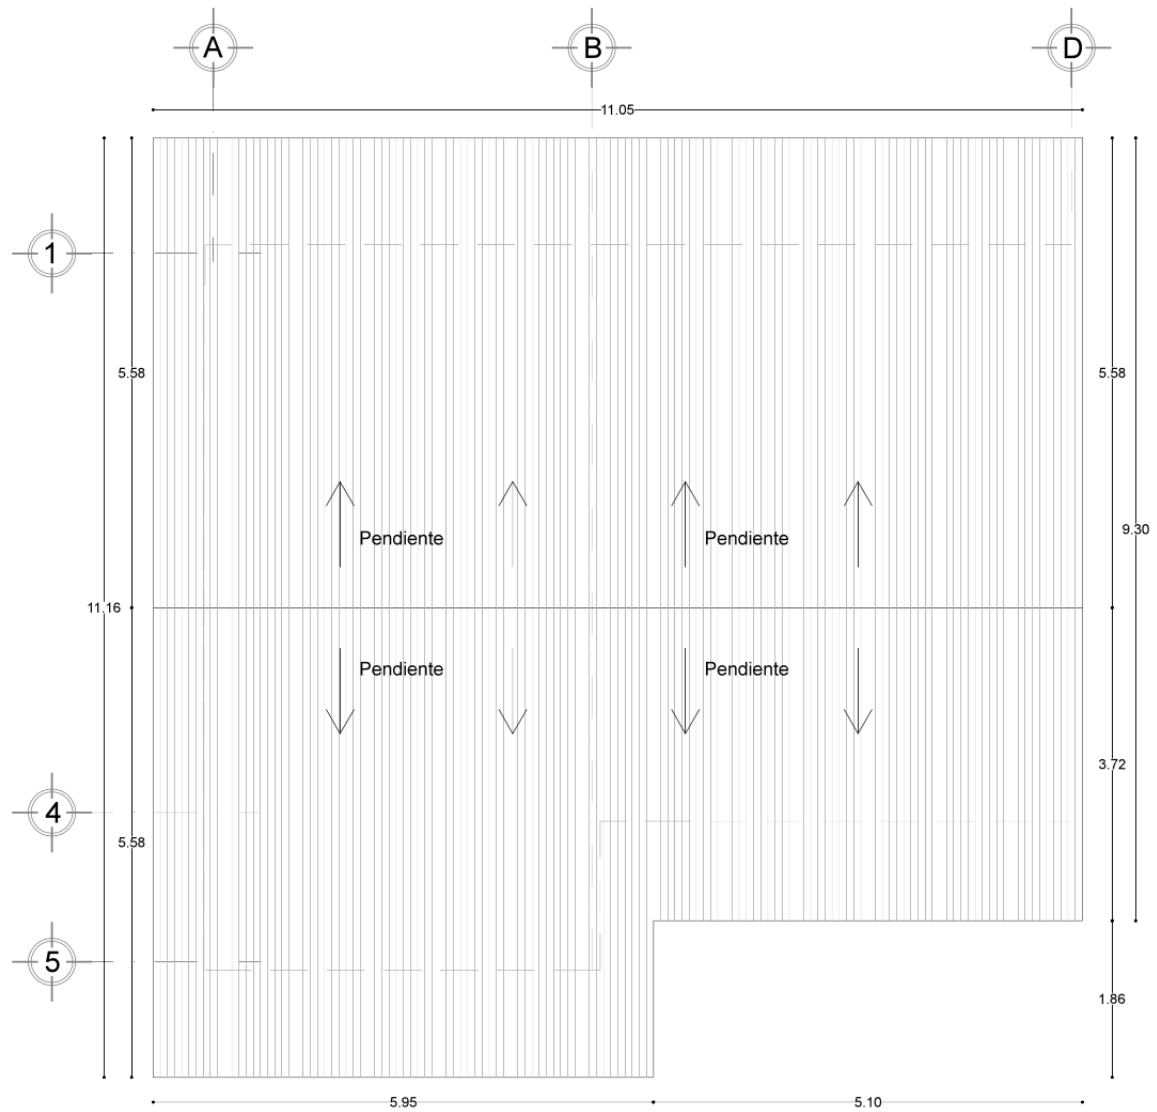 A
B
D
11.05
1
5.58
5.58
Pendiente
Pendiente
9.30
11.16
Pendiente
Pendiente
3.72
4
5.58
5
1.86
5.95
5.10